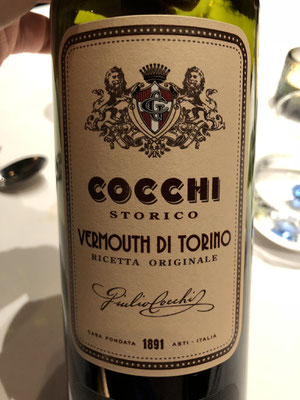 COCCHI
STORICO
VERMOUTH DI TORINO
RICETTA ORIGINALE
Giulio Cocchi
CASA FONDATA 1891 ASTI - ITALIA